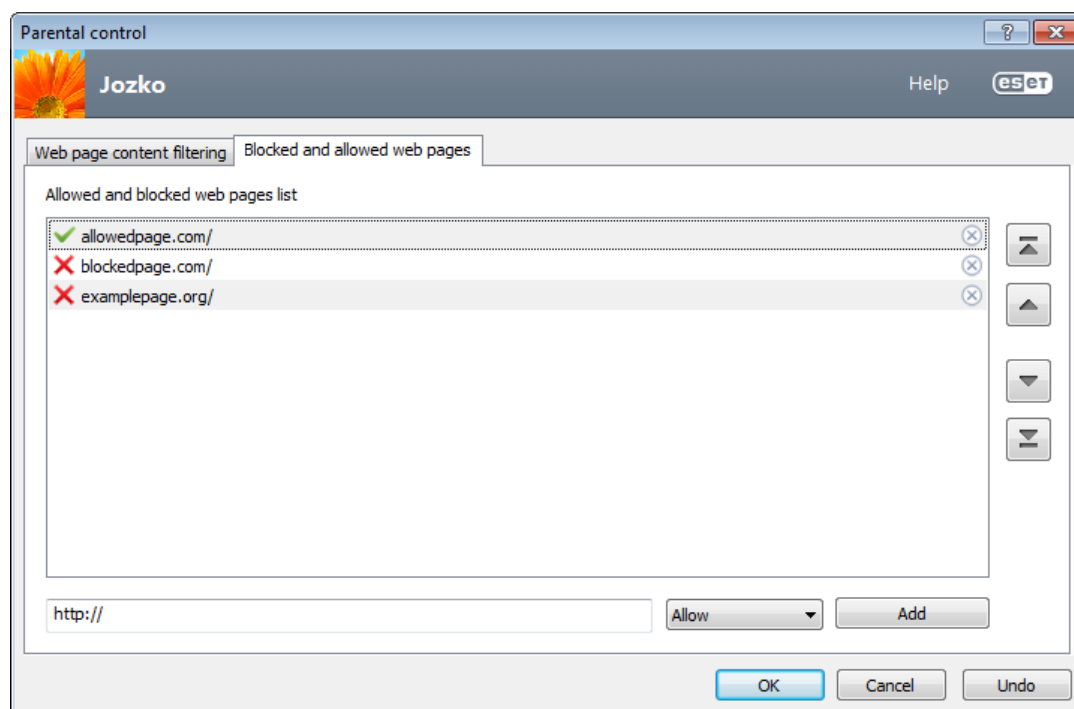 Parental control
Jozko
Help
eset
Web page content filtering
Blocked and allowed web pages
Allowed and blocked web pages list
allowedpage.com/
blockedpage.com/
examplepage.org/
http://
Allow
Add
OK
Cancel
Undo